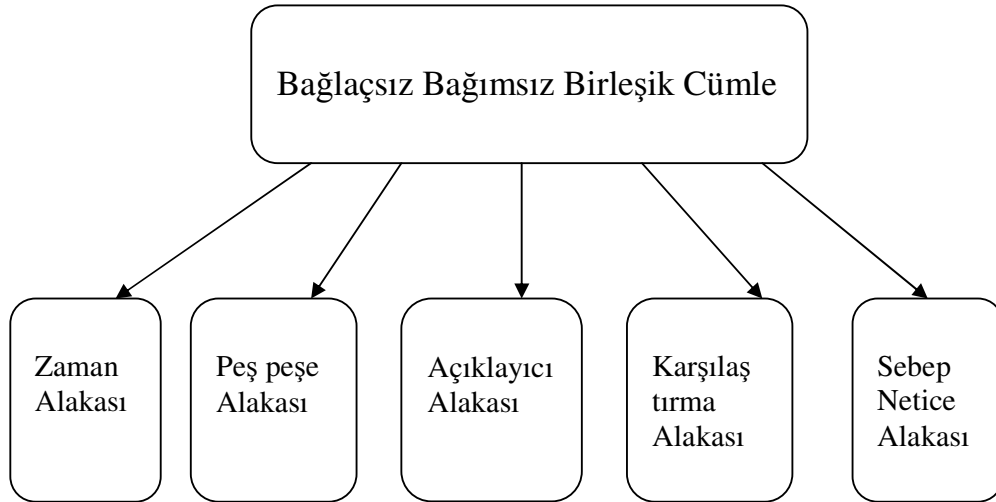 Bağlaçsız Bağımsız Birleşik Cümle
Zaman
Alakası
Peş peşe
Alakası
Açıklayıcı
Alakası
Karşılaş
tırma
Alakası
Sebep
Netice
Alakası